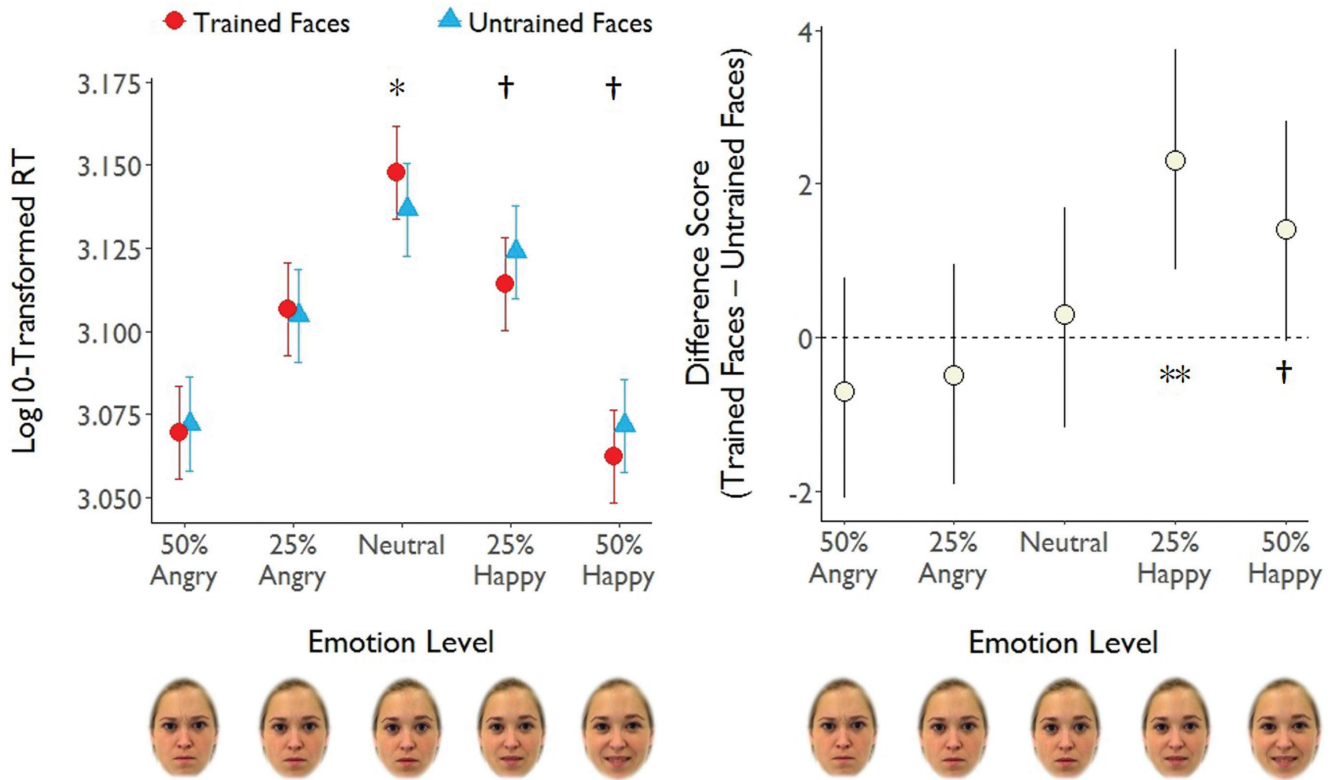 Trained Faces
Untrained Faces
Log10-Transformed RT
3.175
3.150
3.125
3.100
3.075
3.050
* † †
50% Angry
25% Angry
Neutral
25% Happy
50% Happy
Emotion Level
Difference Score
(Trained Faces – Untrained Faces)
4
2
0
-2
** †
50% Angry
25% Angry
Neutral
25% Happy
50% Happy
Emotion Level